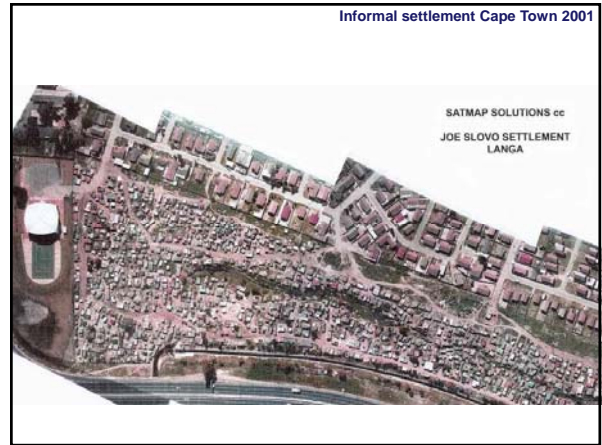 Informal settlement Cape Town 2001
SATMAP SOLUTIONS cc
JOE SLOVO SETTLEMENT
LANGA